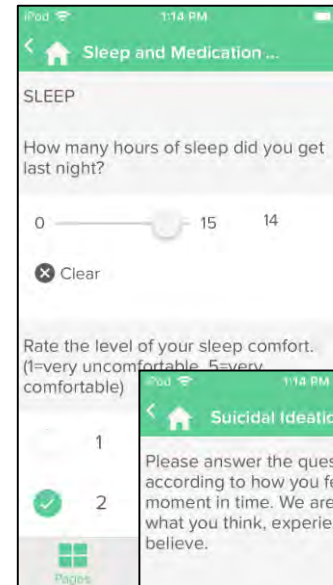 iPod 1:14 PM
Sleep and Medication ...
SLEEP
How many hours of sleep did you get
last night?
0 15 14
Clear
Rate the level of your sleep comfort.
(1=very uncomfortable, 5=very
comfortable)
1
2
Pages
iPod 1:14 PM
Suicidal Ideatio
Please answer the ques
according to how you fe
moment in time. We are
what you think, experie
believe.